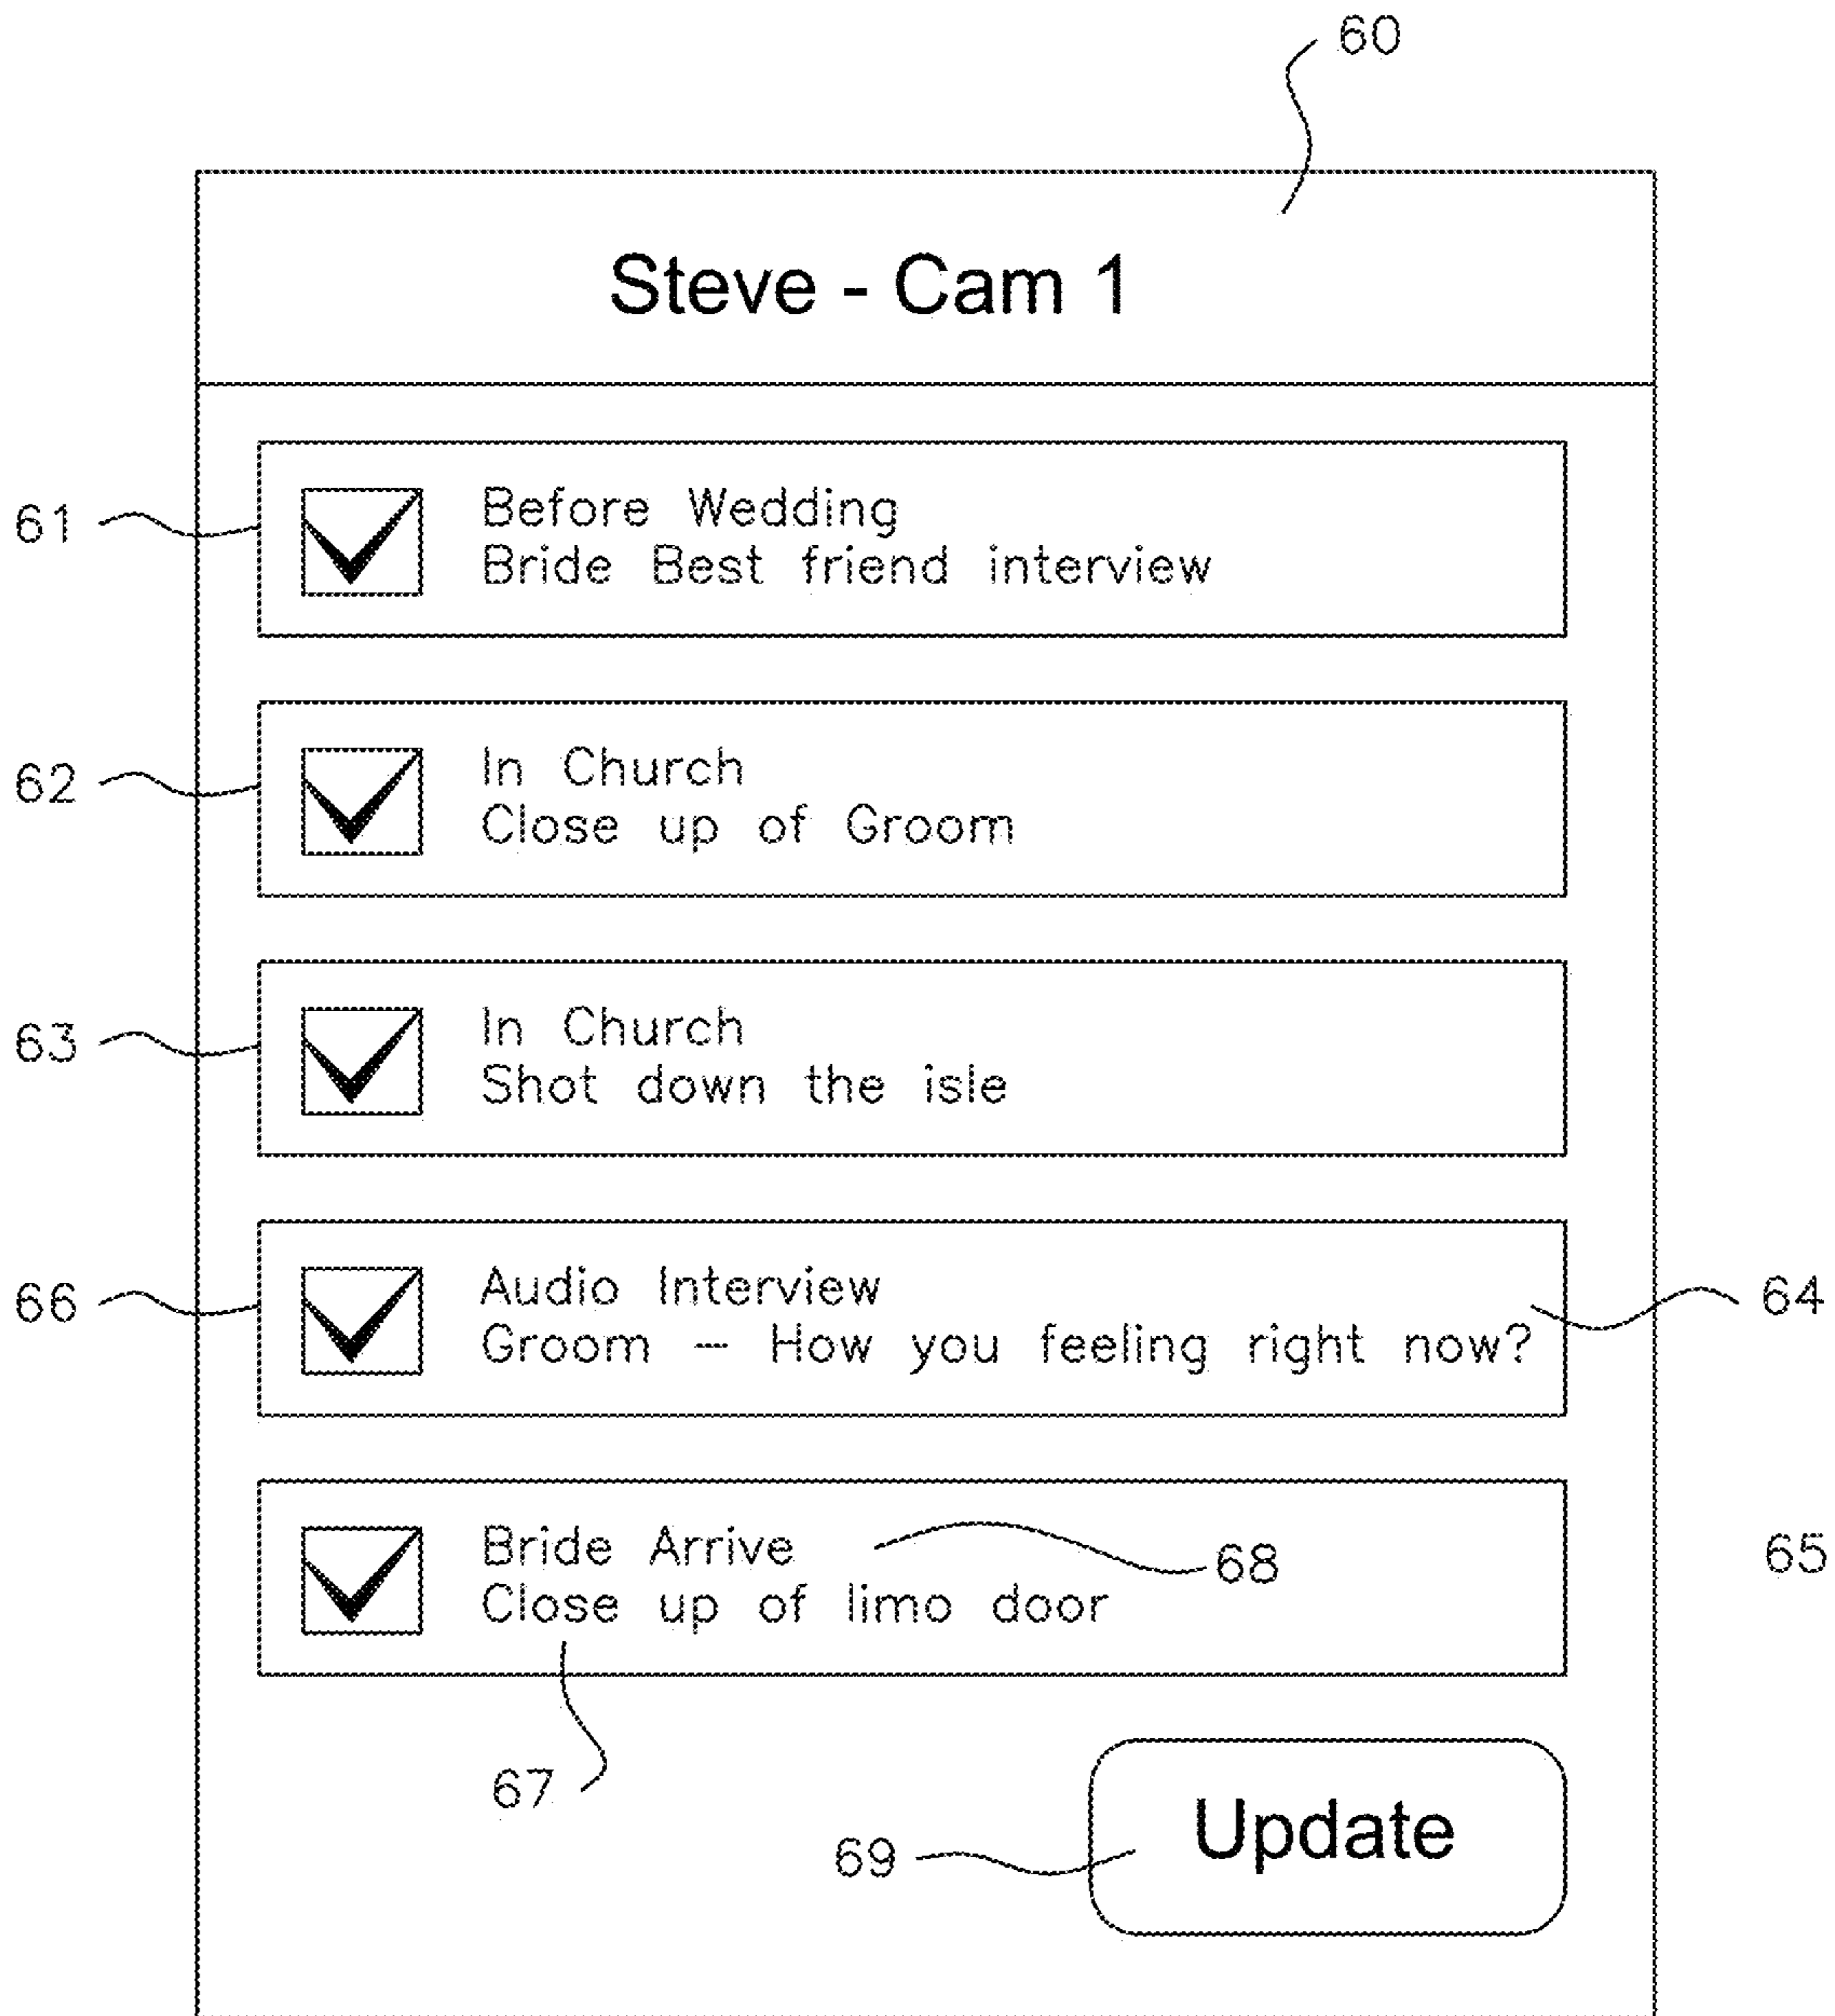 60
Steve - Cam 1
61
Before Wedding
Bride Best friend interview
62
In Church
Close up of Groom
63
In Church
Shot down the isle
66
Audio Interview
Groom - How you feeling right now?
64
Bride Arrive
68
65
Close up of limo door
67
69
Update